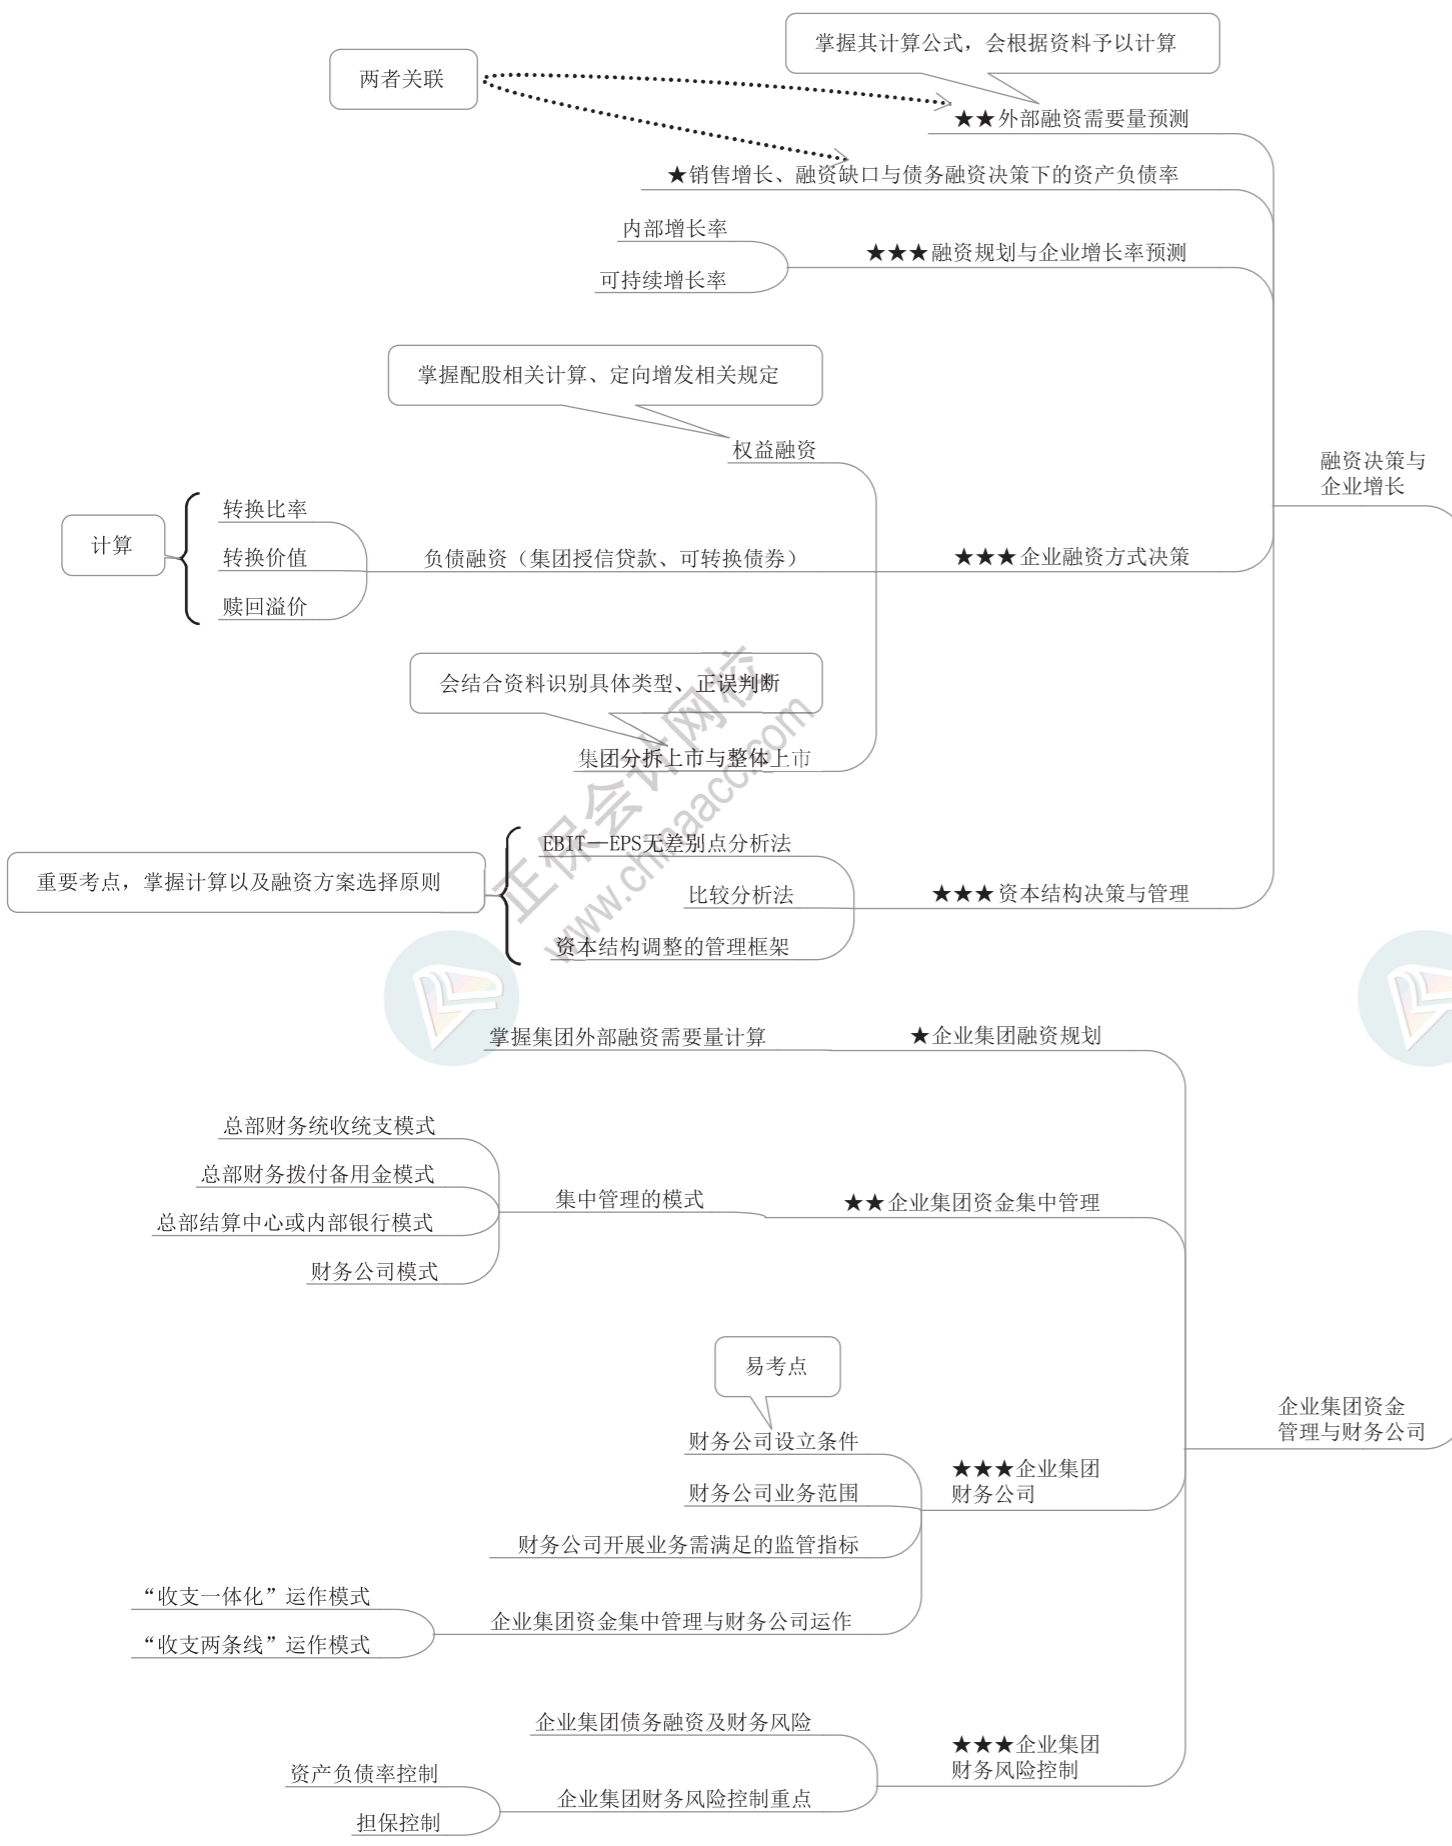 掌握其计算公式，会根据资料予以计算
两者关联
★★外部融资需要量预测
★销售增长、融资缺口与债务融资决策下的资产负债率
内部增长率
★★★融资规划与企业增长率预测
可持续增长率
掌握配股相关计算、定向增发相关规定
权益融资
融资决策与
企业增长
转换比率
计算
转换价值
负债融资（集团授信贷款、可转换债券）
★★★企业融资方式决策
赎回溢价
会结合资料识别具体类型、正误判断
集团分拆上市与整体上市
正保会计网校
www.chinaacc.com
EBIT—EPS无差别点分析法
重要考点，掌握计算以及融资方案选择原则
比较分析法
★★★资本结构决策与管理
资本结构调整的管理框架
掌握集团外部融资需要量计算
★企业集团融资规划
总部财务统收统支模式
总部财务拨付备用金模式
集中管理的模式
★★企业集团资金集中管理
总部结算中心或内部银行模式
财务公司模式
易考点
企业集团资金
管理与财务公司
财务公司设立条件
★★★企业集团
财务公司
财务公司业务范围
财务公司开展业务需满足的监管指标
“收支一体化”运作模式
企业集团资金集中管理与财务公司运作
“收支两条线”运作模式
企业集团债务融资及财务风险
★★★企业集团
财务风险控制
资产负债率控制
企业集团财务风险控制重点
担保控制